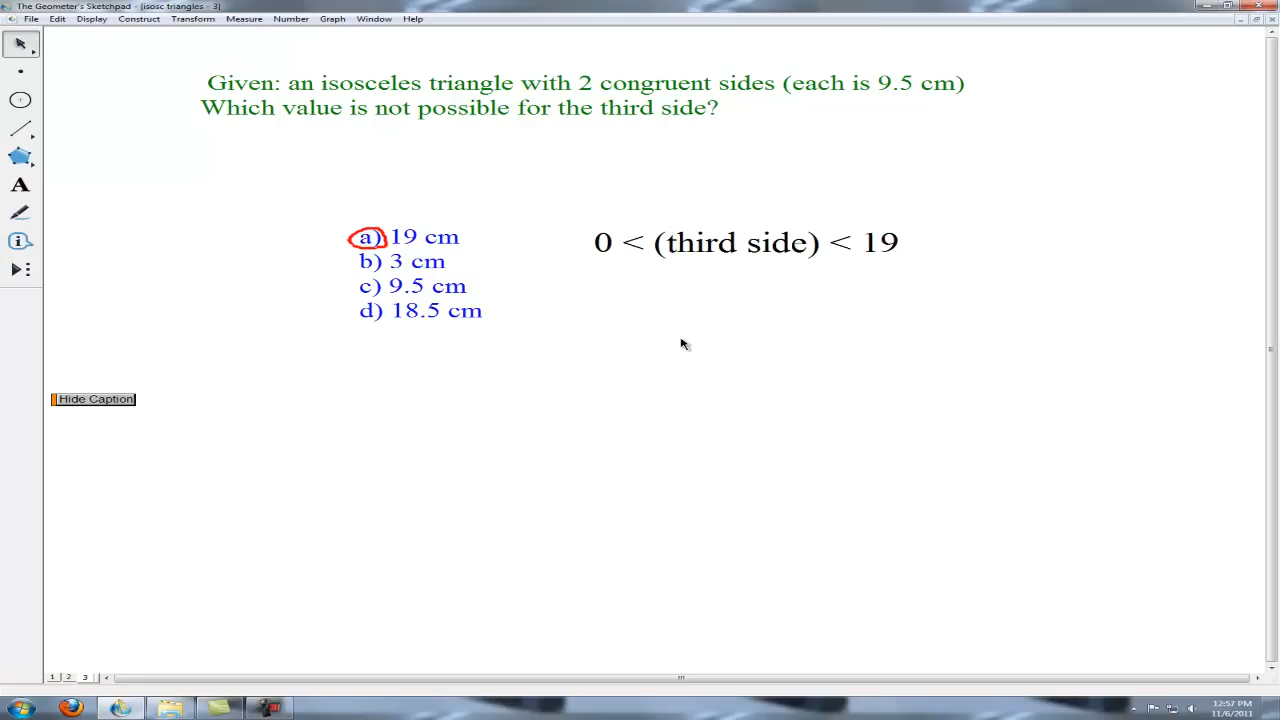 The Geometer's Sketchpad - [isosc triangles - 3]
File Edit Display Construct Transform Measure Number Graph Window Help
Given: an isosceles triangle with 2 congruent sides (each is 9.5 cm)
Which value is not possible for the third side?
a) 19 cm
b) 3 cm
c) 9.5 cm
d) 18.5 cm
0 < (third side) < 19
A
Hide Caption
1 2 3
12:57 PM
11/6/2011